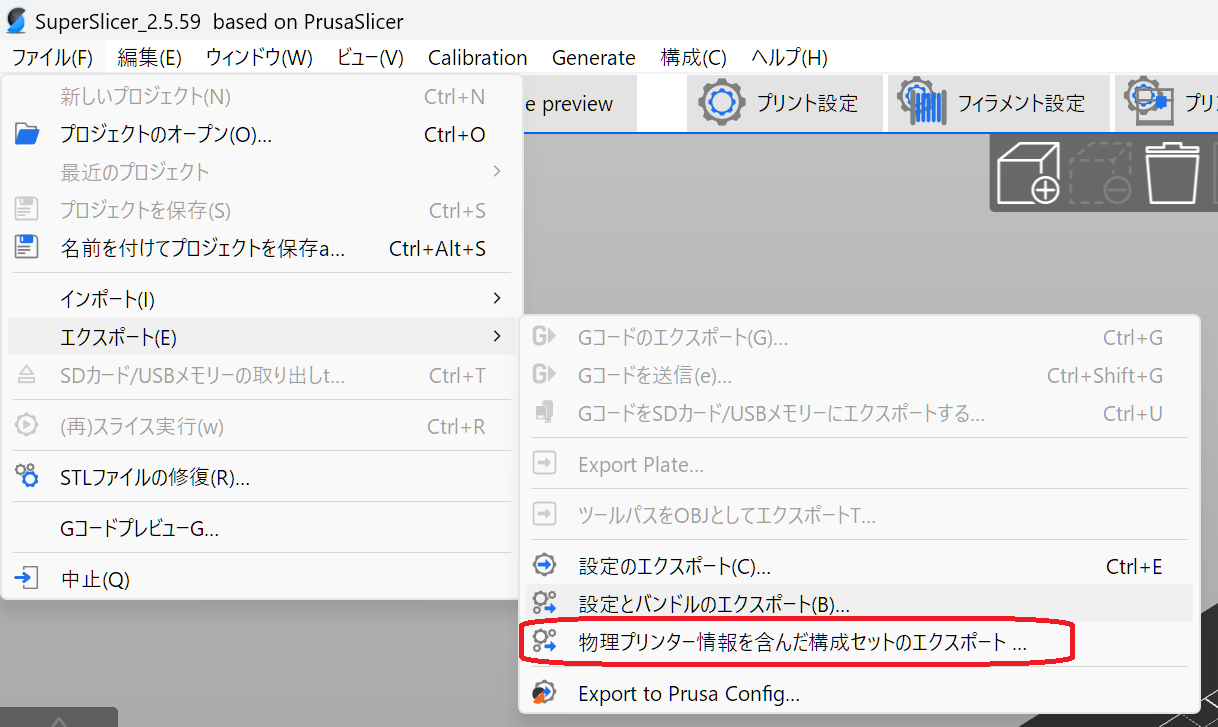 SuperSlicer_2.5.59 based on PrusaSlicer
ファイル(F) 編集(E) ウィンドウ(W) ビュー(V) Calibration Generate 構成(C) ヘルプ(H)
e preview プリント設定 フィラメント設定 プリ
新しいプロジェクト(N) Ctrl+N
プロジェクトのオープン(O)... Ctrl+O
最近のプロジェクト
プロジェクトを保存(S) Ctrl+S
名前を付けてプロジェクトを保存a... Ctrl+Alt+S
インポート(I)
エクスポート(E)
SDカード/USBメモリーの取り出しt... Ctrl+T
(再)スライス実行(w) Ctrl+R
STLファイルの修復(R)...
GコードプレビューG...
中止(Q)
Gコードのエクスポート(G)... Ctrl+G
Gコードを送信(e)... Ctrl+Shift+G
GコードをSDカード/USBメモリーにエクスポートする... Ctrl+U
Export Plate...
ツールパスをOBJとしてエクスポートT...
設定のエクスポート(C)... Ctrl+E
設定とバンドルのエクスポート(B)...
物理プリンター情報を含んだ構成セットのエクスポート ...
Export to Prusa Config...